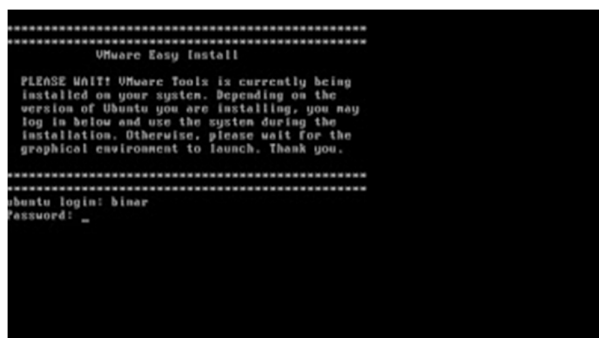 **********************************************
**********************************************
VMware Easy Install
PLEASE WAIT! VMware Tools is currently being
installed on your system. Depending on the
version of Ubuntu you are installing, you may
log in below and use the system during the
installation. Otherwise, please wait for the
graphical environment to launch. Thank you.
**********************************************
**********************************************
ubuntu login: binar
Password: _